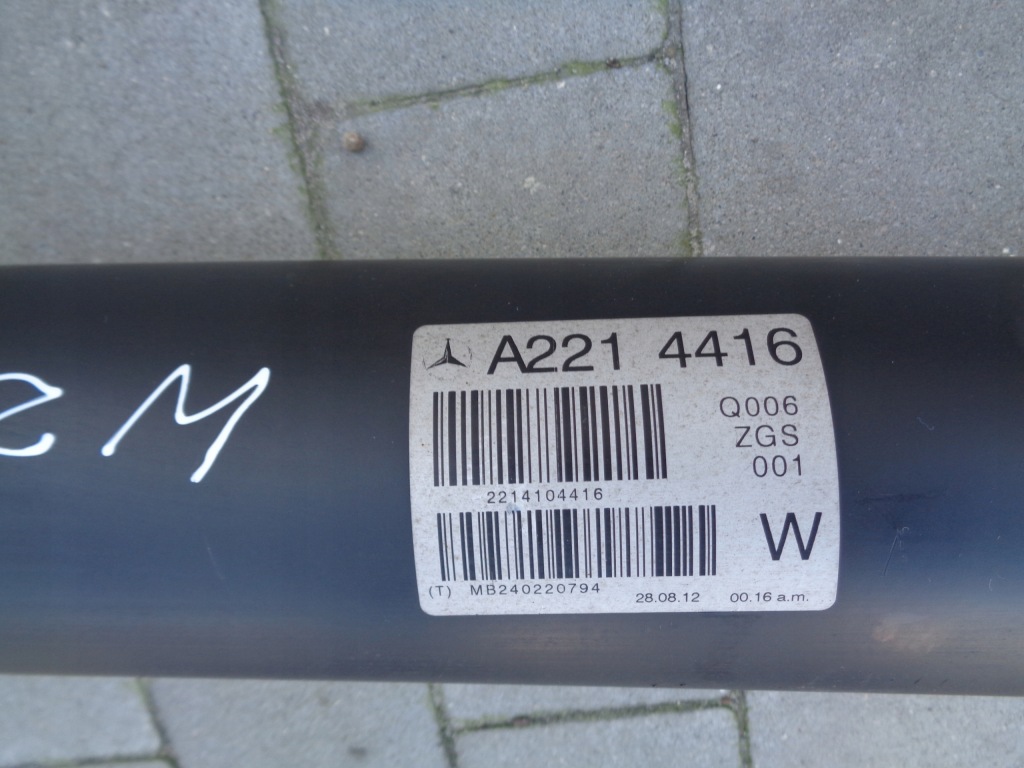 A221 4416
Q006
ZGS
001
2214104416
W
(T) MB240220794 28.08.12 00.16 a.m.